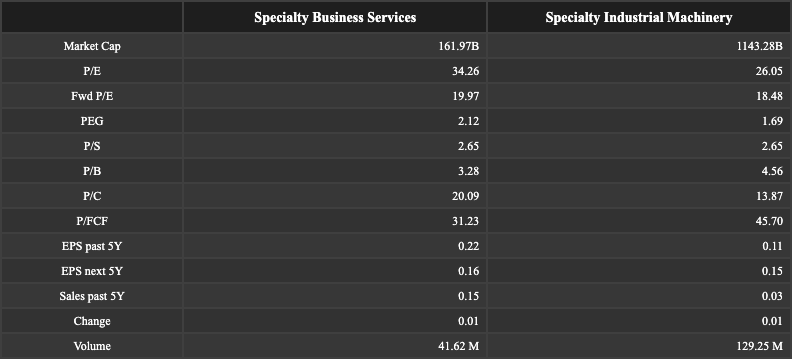 Specialty Business Services Specialty Industrial Machinery
Market Cap 161.97B 1143.28B
P/E 34.26 26.05
Fwd P/E 19.97 18.48
PEG 2.12 1.69
P/S 2.65 2.65
P/B 3.28 4.56
P/C 20.09 13.87
P/FCF 31.23 45.70
EPS past 5Y 0.22 0.11
EPS next 5Y 0.16 0.15
Sales past 5Y 0.15 0.03
Change 0.01 0.01
Volume 41.62 M 129.25 M